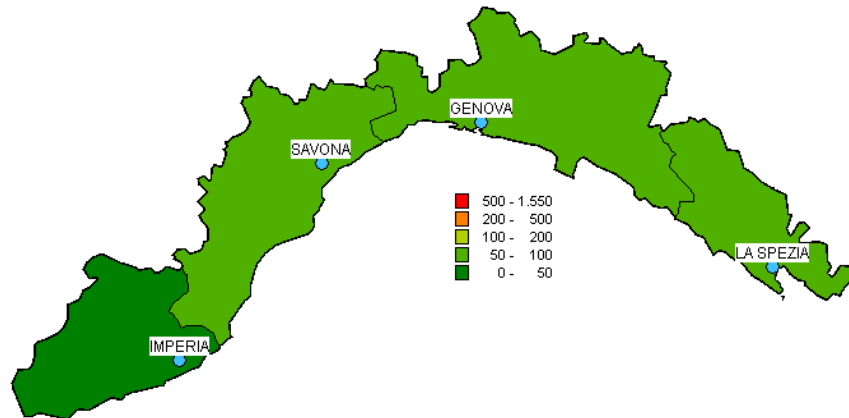 GENOVA
SAVONA
500 - 1.550
200 - 500
100 - 200
50 - 100
0 - 50
LA SPEZIA
IMPERIA